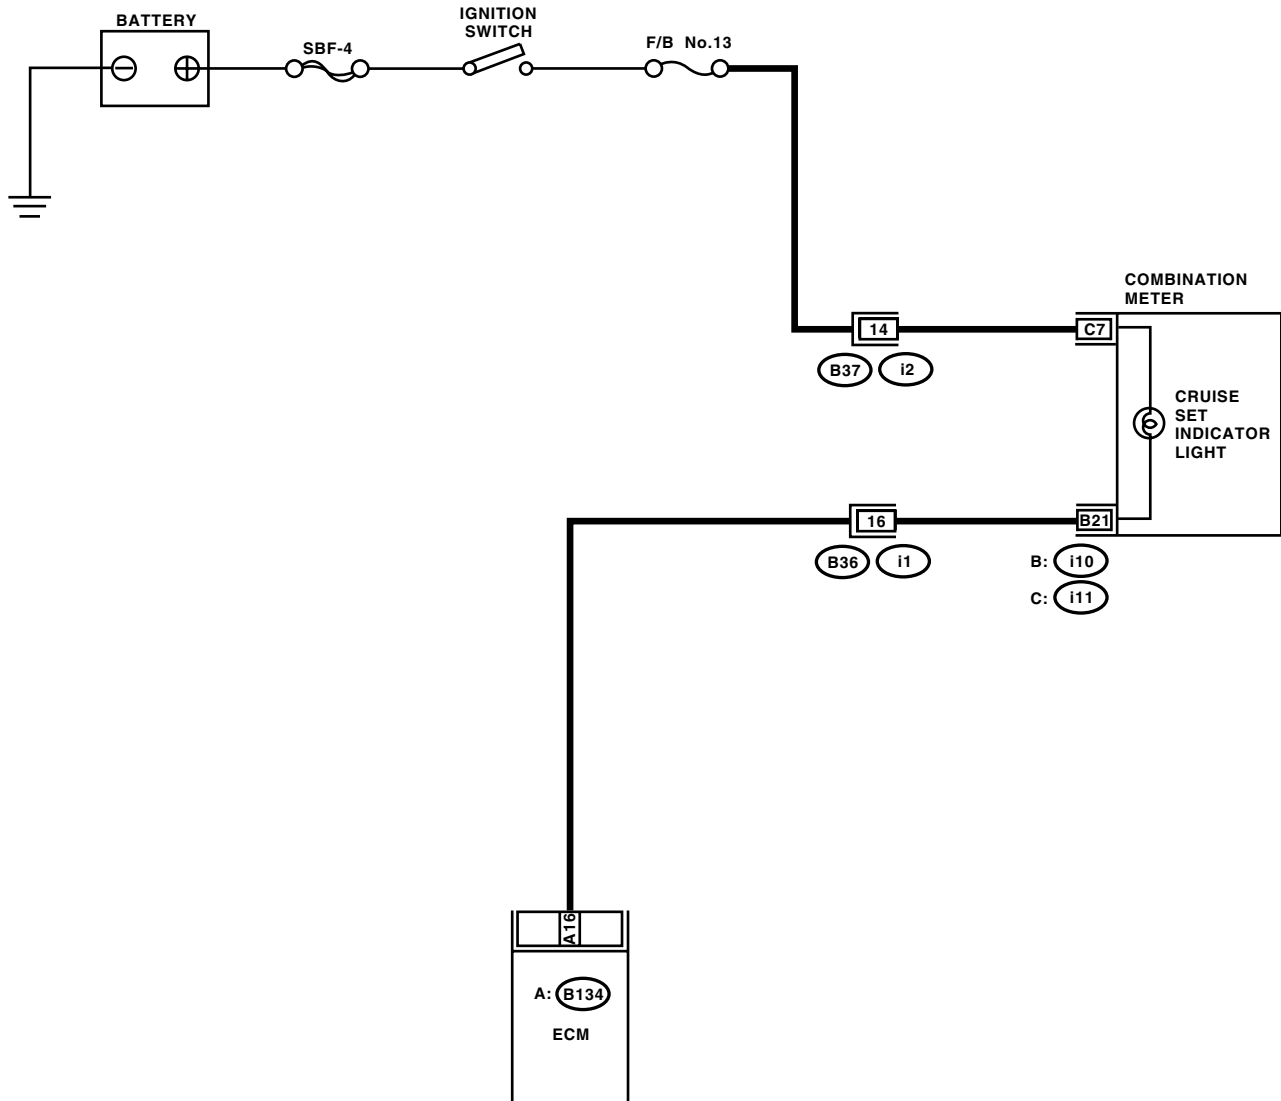 BATTERY
IGNITION
SWITCH
SBF-4
F/B No.13
COMBINATION
METER
14
C7
B37
i2
CRUISE
SET
INDICATOR
LIGHT
16
B21
B36
i1
B: i10
C: i11
A16
A: B134
ECM